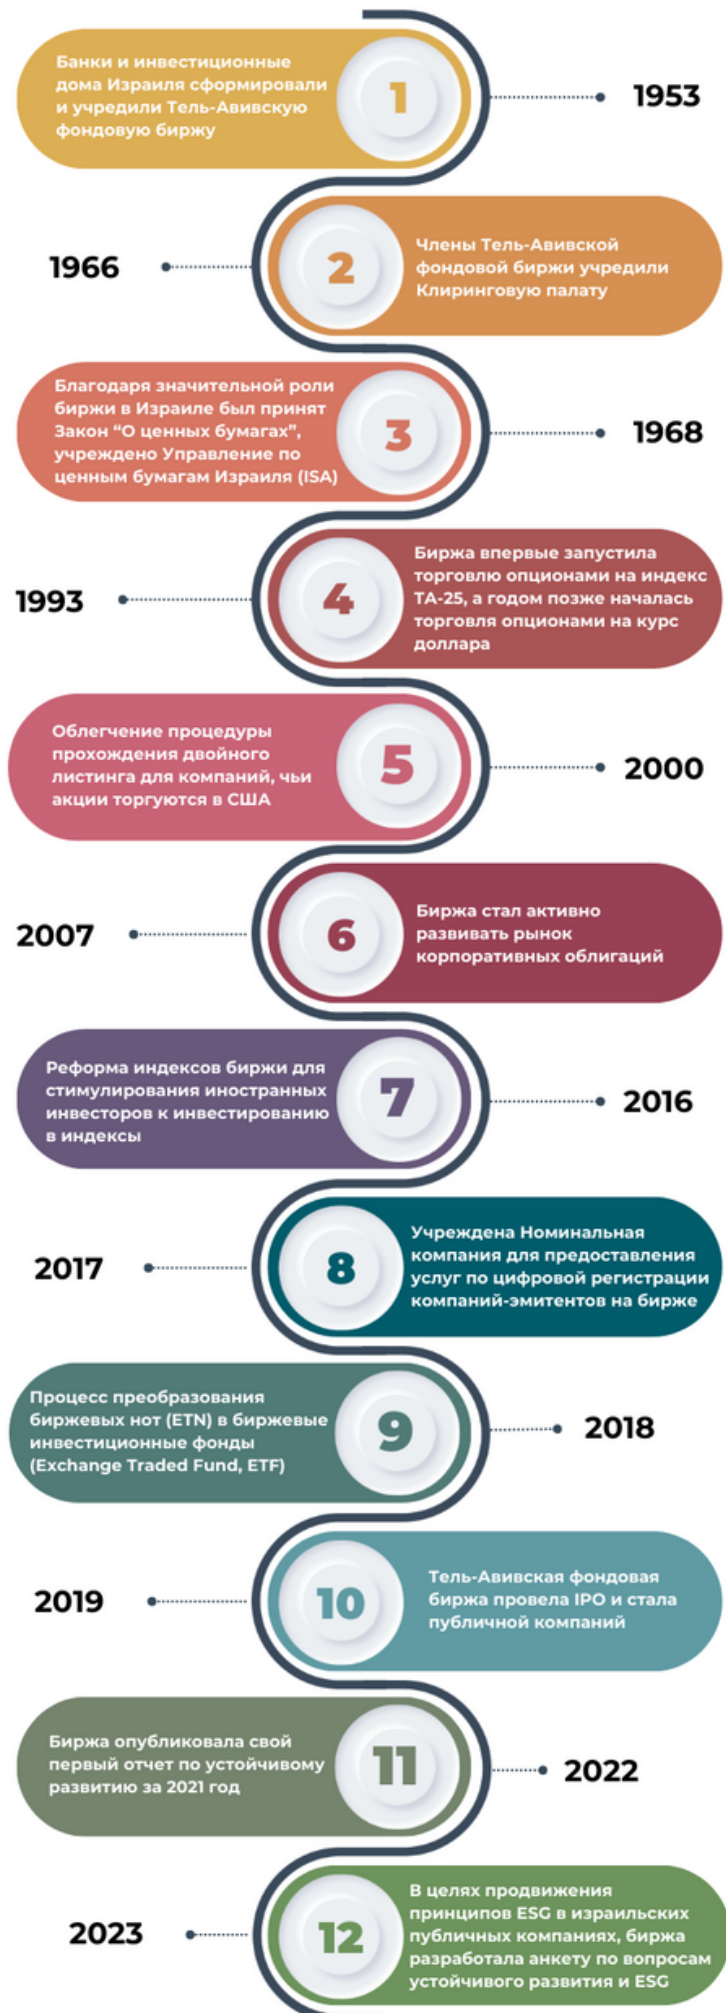 Банки и инвестиционные
дома Израиля сформировали
и учредили Тель-Авивскую
фондовую биржу
1
1953
1966
2
Члены Тель-Авивской
фондовой биржи учредили
Клиринговую палату
Благодаря значительной роли
биржи в Израиле был принят
Закон “О ценных бумагах”,
учреждено Управление по
ценным бумагам Израиля (ISA)
3
1968
1993
4
Биржа впервые запустила
торговлю опционами на индекс
ТА-25, а годом позже началась
торговля опционами на курс
доллара
Облегчение процедуры
прохождения двойного
листинга для компаний, чьи
акции торгуются в США
5
2000
2007
6
Биржа стал активно
развивать рынок
корпоративных облигаций
Реформа индексов биржи для
стимулирования иностранных
инвесторов к инвестированию
в индексы
7
2016
2017
8
Учреждена Номинальная
компания для предоставления
услуг по цифровой регистрации
компаний-эмитентов на бирже
Процесс преобразования
биржевых нот (ETN) в биржевые
инвестиционные фонды
(Exchange Traded Fund, ETF)
9
2018
2019
10
Тель-Авивская фондовая
биржа провела IPO и стала
публичной компаний
Биржа опубликовала свой
первый отчет по устойчивому
развитию за 2021 год
11
2022
2023
12
В целях продвижения
принципов ESG в израильских
публичных компаниях, биржа
разработала анкету по вопросам
устойчивого развития и ESG